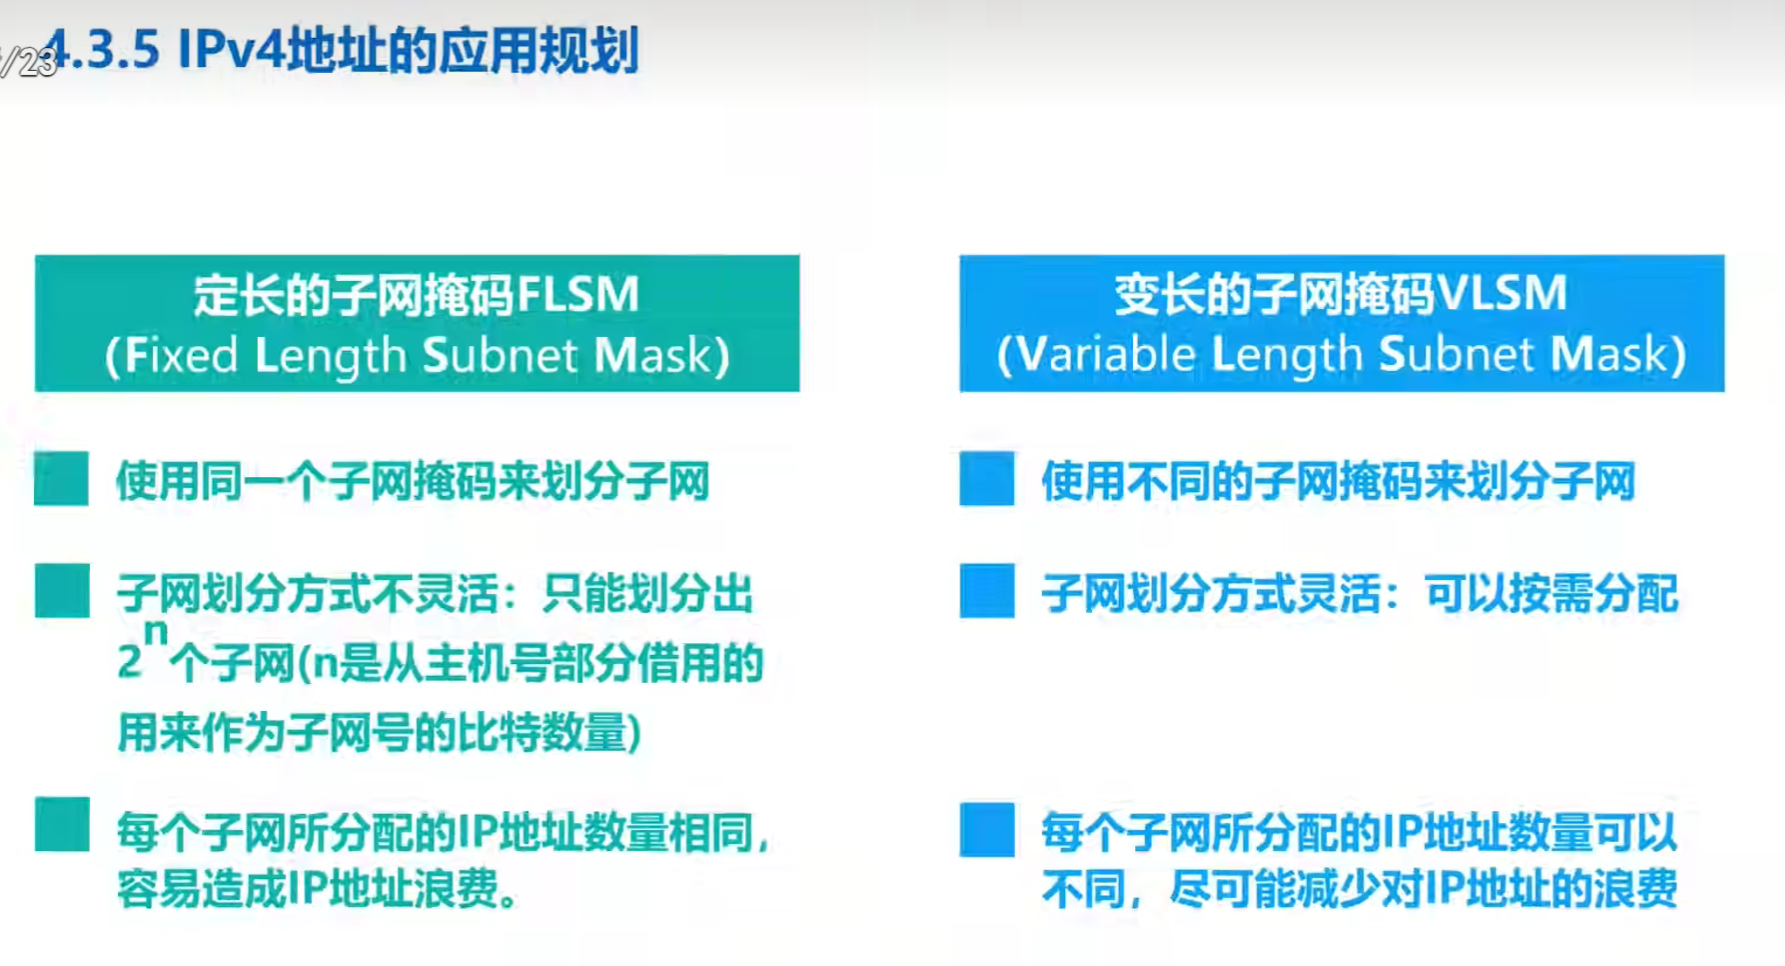 4.3.5 IPv4地址的应用规划
/23
定长的子网掩码FLSM
(Fixed Length Subnet Mask)
使用同一个子网掩码来划分子网
子网划分方式不灵活：只能划分出
2^n个子网(n是从主机号部分借用的
用来作为子网号的比特数量)
每个子网所分配的IP地址数量相同，
容易造成IP地址浪费。
变长的子网掩码VLSM
(Variable Length Subnet Mask)
使用不同的子网掩码来划分子网
子网划分方式灵活：可以按需分配
每个子网所分配的IP地址数量可以
不同，尽可能减少对IP地址的浪费